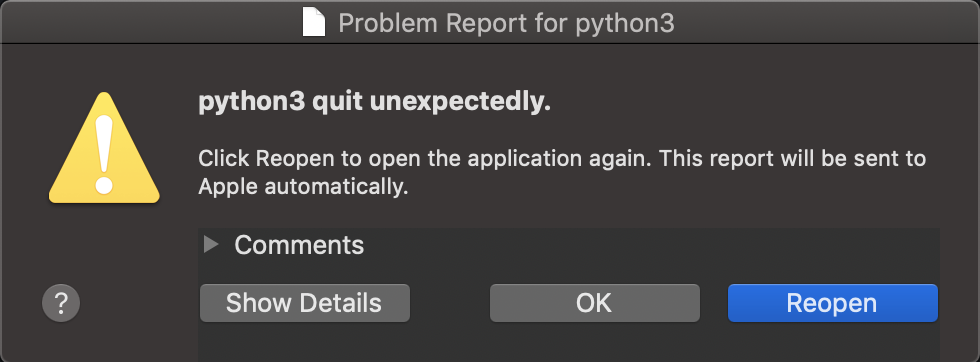 Problem Report for python3
python3 quit unexpectedly.
Click Reopen to open the application again. This report will be sent to
Apple automatically.
Comments
?
Show Details
OK
Reopen